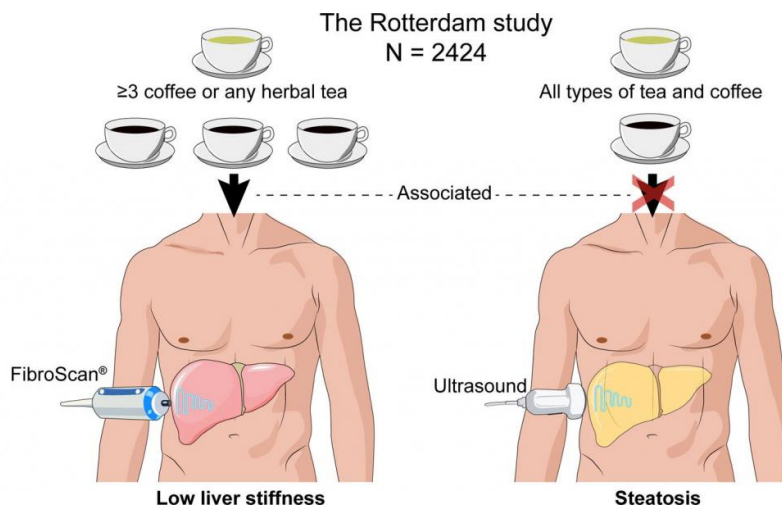 The Rotterdam study
N = 2424
≥3 coffee or any herbal tea
All types of tea and coffee
Associated
FibroScan®
Ultrasound
Low liver stiffness
Steatosis